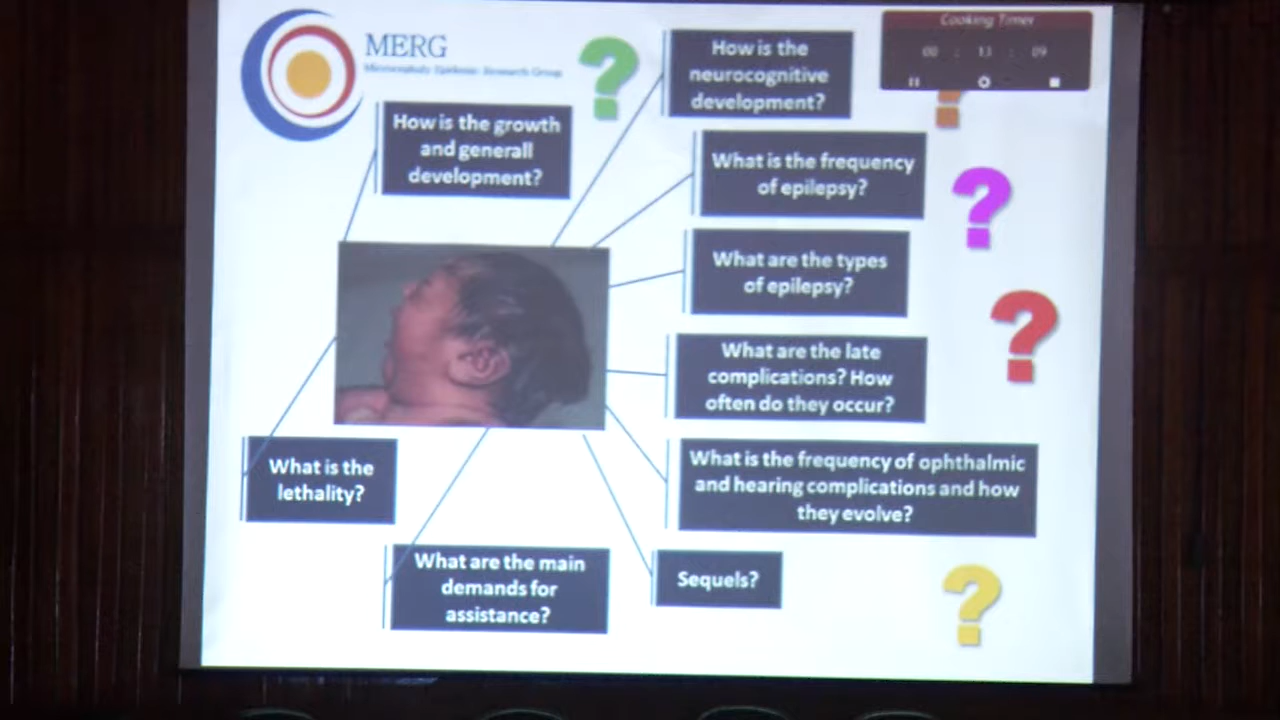 MERG
Microcephaly Epidemic Research Group
Cooking Timer
00 : 13 : 09
How is the
neurocognitive
development?
How is the growth
and generall
development?
What is the frequency
of epilepsy?
What are the types
of epilepsy?
What are the late
complications? How
often do they occur?
What is the frequency of ophthalmic
and hearing complications and how
they evolve?
What is the
lethality?
What are the main
demands for
assistance?
Sequels?
?
?
?
?
?